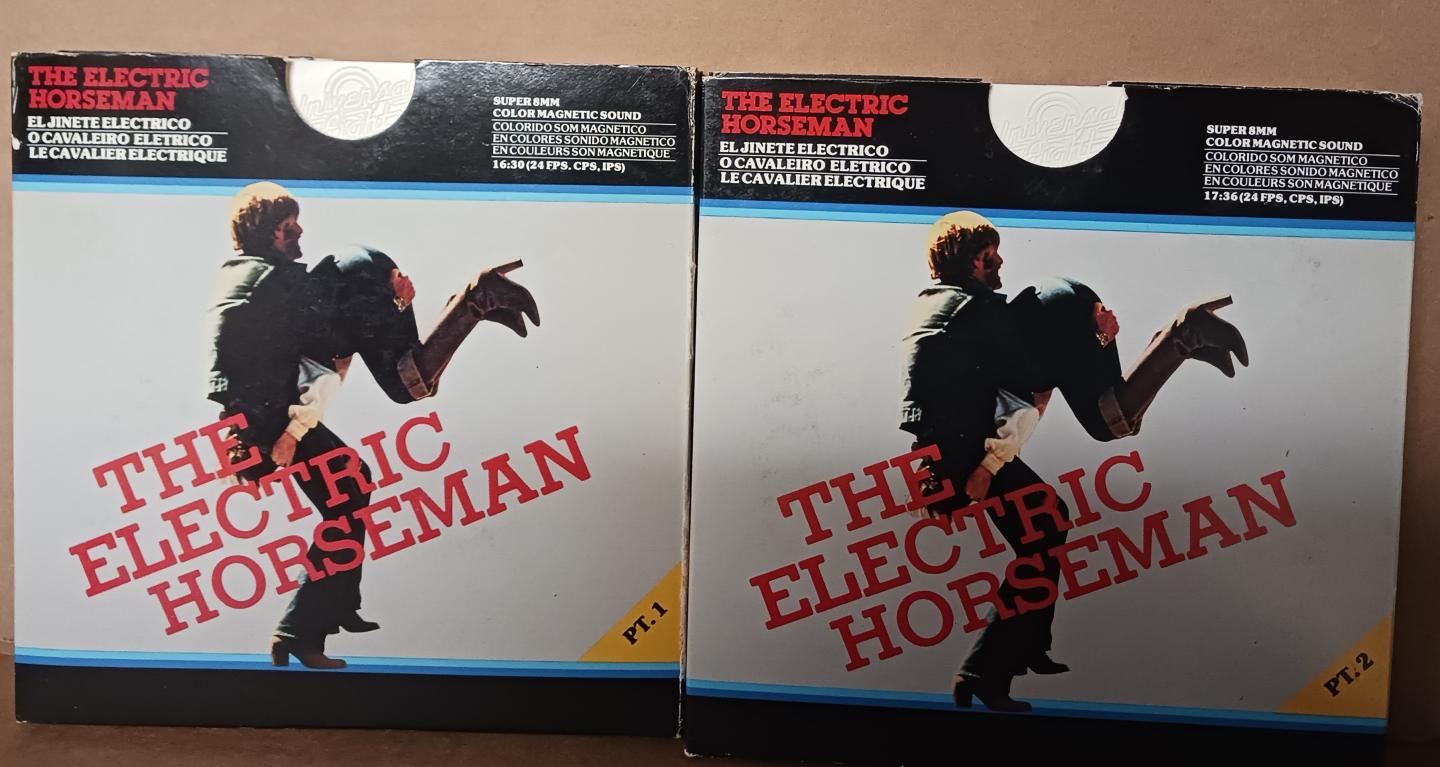 THE ELECTRIC
HORSEMAN
EL JINETE ELECTRICO
O CAVALEIRO ELETRICO
LE CAVALIER ELECTRIQUE
Universal
SUPER 8MM
COLOR MAGNETIC SOUND
COLORIDO SOM MAGNETICO
EN COLORES SONIDO MAGNETICO
EN COULEURS SON MAGNETIQUE
16:30 (24 FPS. CPS, IPS)
THE
ELECTRIC
HORSEMAN
PT. 1
THE ELECTRIC
HORSEMAN
EL JINETE ELECTRICO
O CAVALEIRO ELETRICO
LE CAVALIER ELECTRIQUE
Universal
SUPER 8MM
COLOR MAGNETIC SOUND
COLORIDO SOM MAGNETICO
EN COLORES SONIDO MAGNETICO
EN COULEURS SON MAGNETIQUE
17:36 (24 FPS, CPS, IPS)
THE
ELECTRIC
HORSEMAN
PT. 2